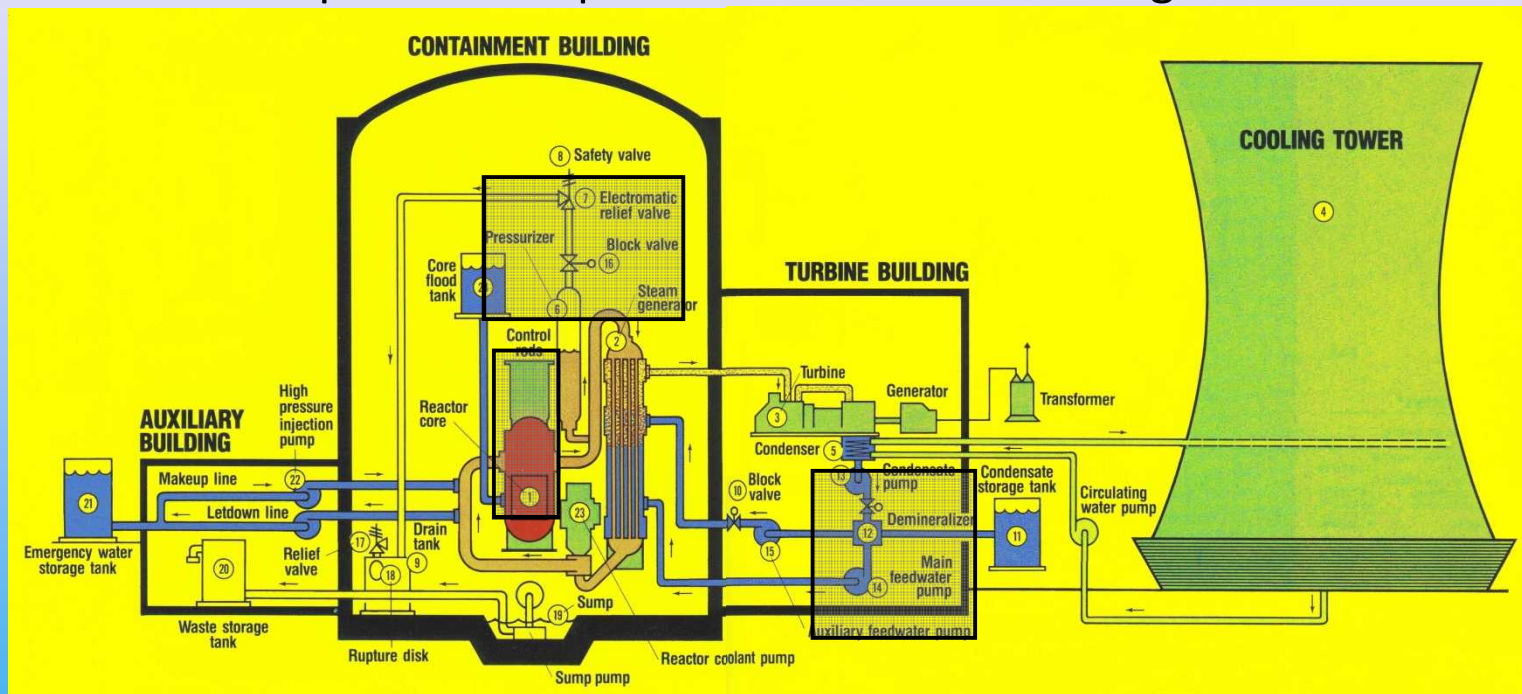 CONTAINMENT BUILDING
COOLING TOWER
4
8 Safety valve
7 Electromatic
relief valve
Pressurizer
Block valve
16
Core
flood
tank
6
Steam
generator
TURBINE BUILDING
2
Control
rods
Turbine
Generator
Transformer
3
High
pressure
injection
pump
Reactor
core
AUXILIARY
BUILDING
Condenser 5
13 Condensate
pump
Condensate
storage tank
Makeup line
22
10 Block
valve
Circulating
water pump
21
Letdown line
1
23
Demineralizer
12
11
Emergency water
storage tank
Relief
valve
17
Drain
tank
9
15
20
18
Main
feedwater
pump
14
19 Sump
Auxiliary feedwater pump
Waste storage
tank
Rupture disk
Reactor coolant pump
Sump pump